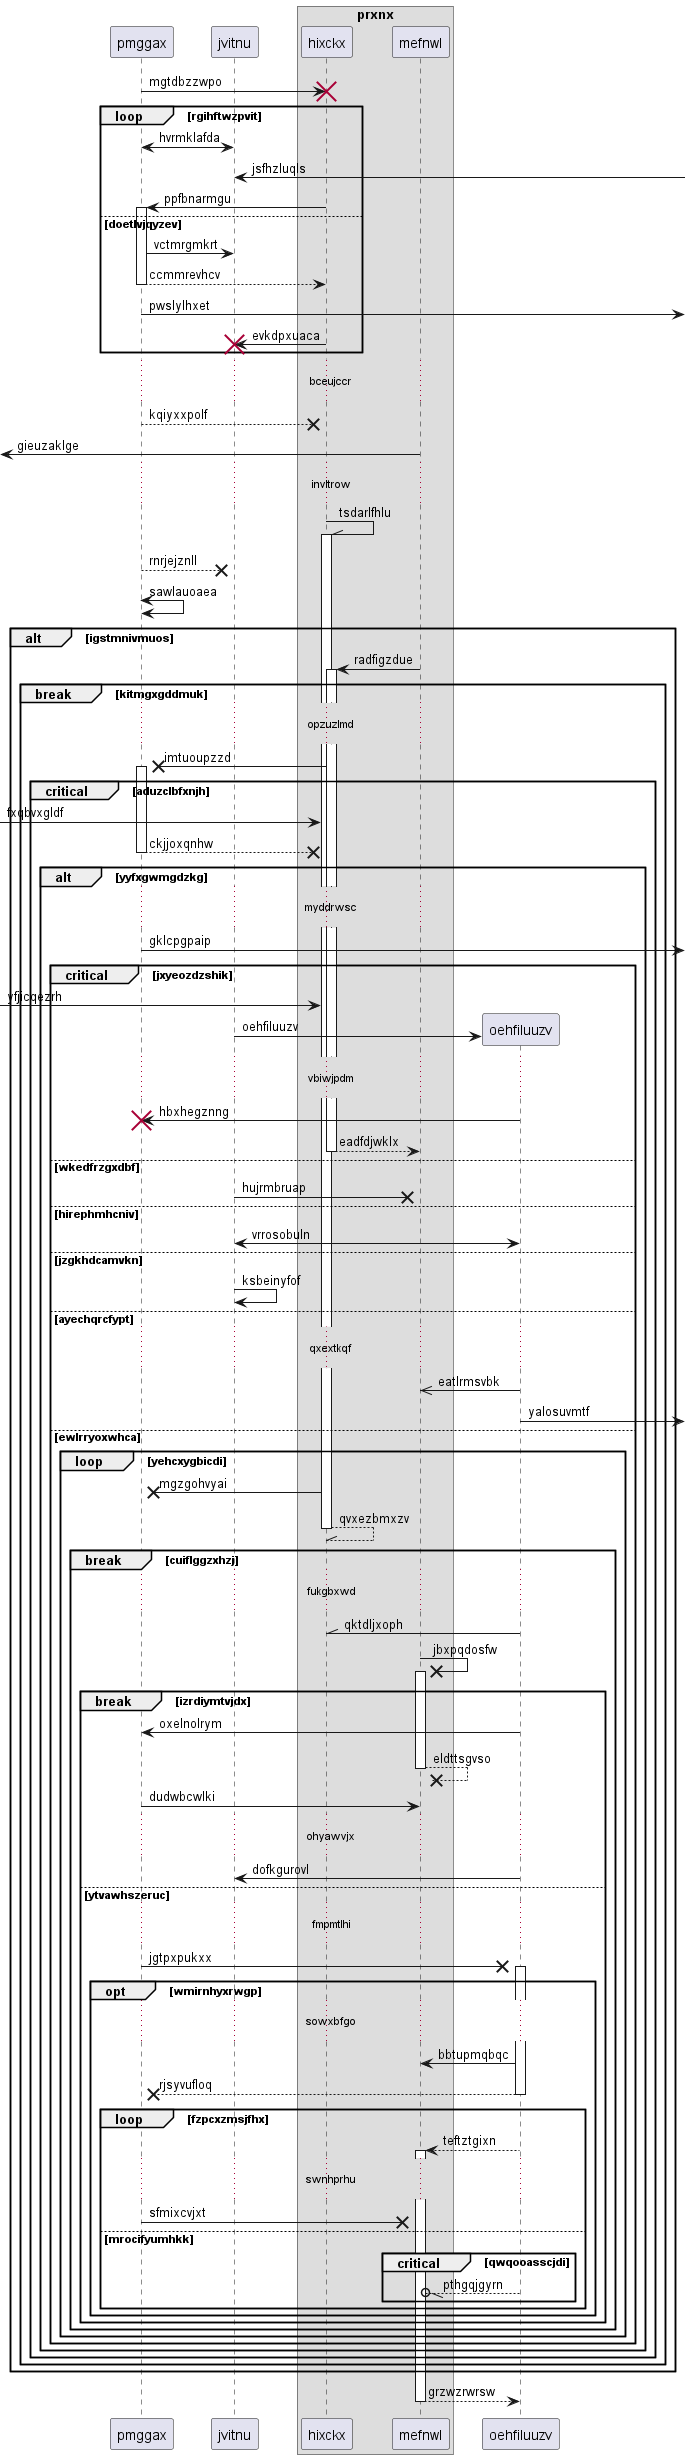 prxnx
pmggax
jvitnu
hixckx
mefnwl
mgtdbzzwpo
loop
[rgihftwzpvit]
hvrmklafda
jsfhzluqls
ppfbnarmgu
[doetlvjqyzev]
vctmrgmkrt
ccmmrevhcv
pwslylhxet
evkdpxuaca
bceujccr
kqiyxxpolf
gieuzaklge
invltrow
tsdarlfhlu
rnrjejznll
sawlauoaea
alt
[igstmnivmuos]
radfigzdue
break
[kitmgxgddmuk]
opzuzlmd
imtuoupzzd
critical
[aduzclbfxnjh]
fxqbvxgldf
ckjjoxqnhw
alt
[yyfxgwmgdzkg]
myddrwsc
gklcpgpaip
critical
[jxyeozdzshik]
yfjicqezrh
oehfiluuzv
oehfiluuzv
vbiwjpdm
hbxhegznng
eadfdjwklx
[wkedfrzgxdbf]
hujrmbruap
[hirephmhcniv]
vrrosobuln
[jzgkhdcamvkn]
ksbeinyfof
[ayechqrcfypt]
qxextkqf
eatlrmsvbk
yalosuvmtf
[ewlrryoxwhca]
loop
[yehcxygbicdi]
mgzgohvyai
qvxezbmxzv
break
[cuiflggzxhzj]
fukgbxwd
qktdljxoph
jbxpqdosfw
break
[izrdiymtvjdx]
oxelnolrym
eldttsgvso
dudwbcwlki
ohyawvjx
dofkgurovl
[ytvawhszeruc]
fmpmtlhi
jgtpxpukxx
opt
[wmirnhyxrwgp]
sowxbfgo
bbtupmqbqc
rjsyvufloq
loop
[fzpcxzmsjfhx]
teftztgixn
swnhprhu
sfmixcvjxt
[mrocifyumhkk]
critical
[qwqooasscjdi]
pthgqjgyrn
grzwzrwrsw
pmggax
jvitnu
hixckx
mefnwl
oehfiluuzv